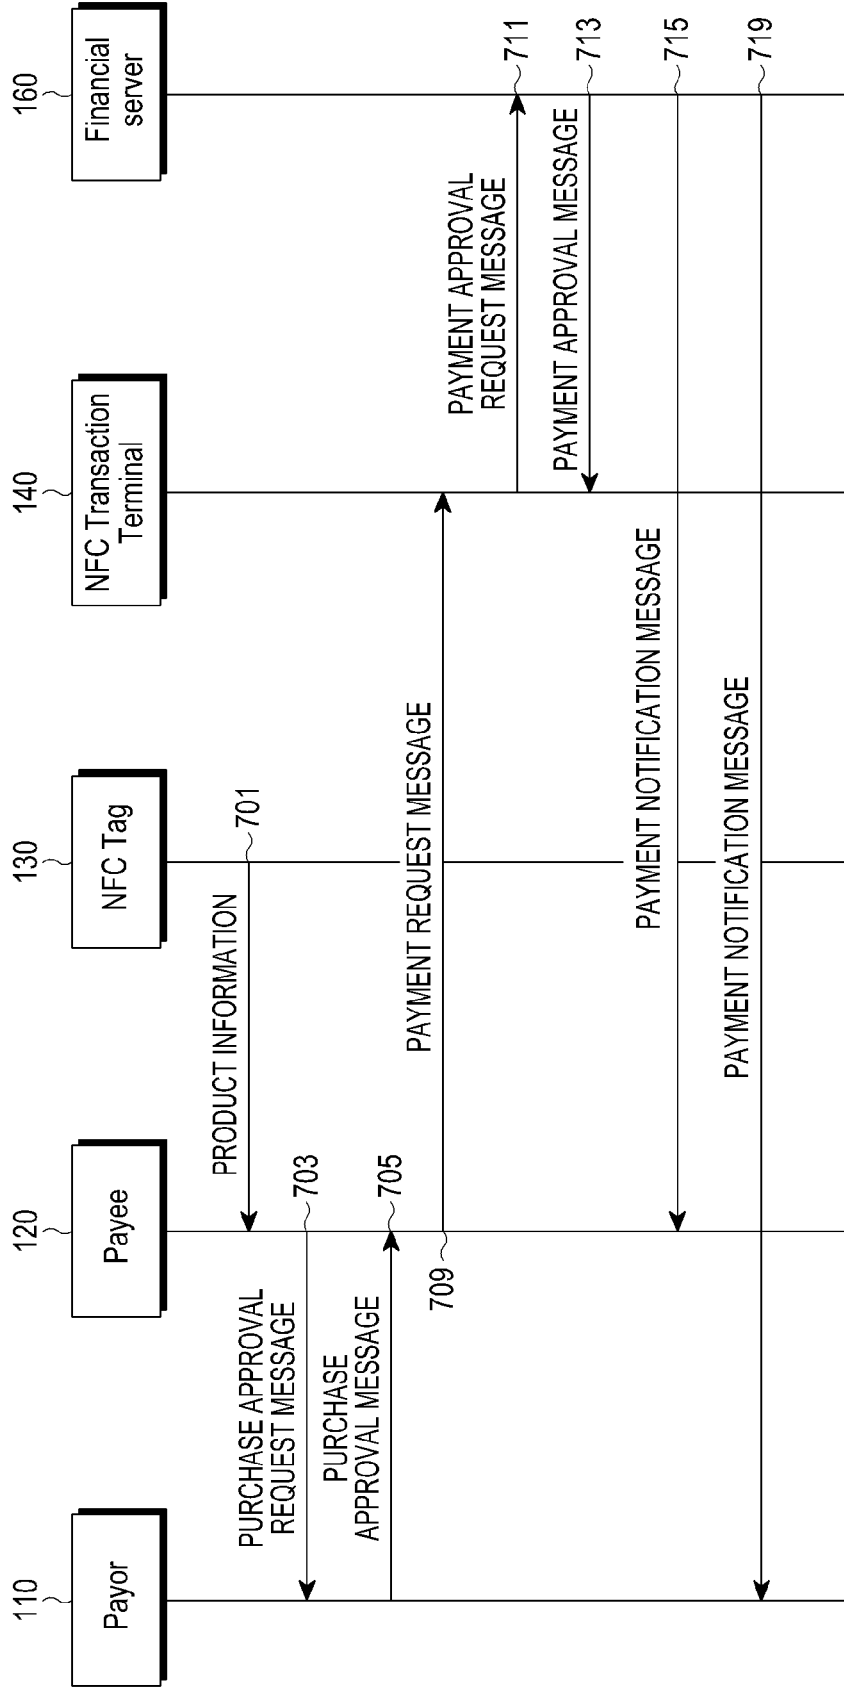 110
120
130
140
160
Payor
Payee
NFC Tag
NFC Transaction
Terminal
Financial
server
PRODUCT INFORMATION
701
PURCHASE APPROVAL
REQUEST MESSAGE
703
PURCHASE
APPROVAL MESSAGE
705
PAYMENT REQUEST MESSAGE
709
PAYMENT APPROVAL
REQUEST MESSAGE
711
PAYMENT APPROVAL MESSAGE
713
PAYMENT NOTIFICATION MESSAGE
715
PAYMENT NOTIFICATION MESSAGE
719